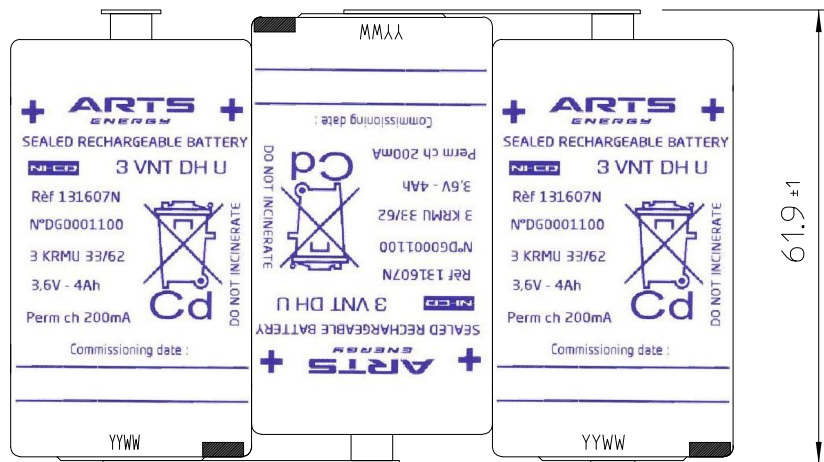 + ARTS +
ENERGY
SEALED RECHARGEABLE BATTERY
NI-CD 3 VNT DH U
Rèf 131607N
N°DG0001100
3 KRMU 33/62
3,6V - 4Ah
Perm ch 200mA
Cd
DO NOT INCINERATE
Commissioning date :
YYWW
+ ARTS +
ENERGY
SEALED RECHARGEABLE BATTERY
NI-CD 3 VNT DH U
Rèf 131607N
N°DG0001100
3 KRMU 33/62
3,6V - 4Ah
Perm ch 200mA
Cd
DO NOT INCINERATE
Commissioning date :
YYWW
+ ARTS +
ENERGY
SEALED RECHARGEABLE BATTERY
NI-CD 3 VNT DH U
Rèf 131607N
N°DG0001100
3 KRMU 33/62
3,6V - 4Ah
Perm ch 200mA
Cd
DO NOT INCINERATE
Commissioning date :
YYWW
61.9 ±1